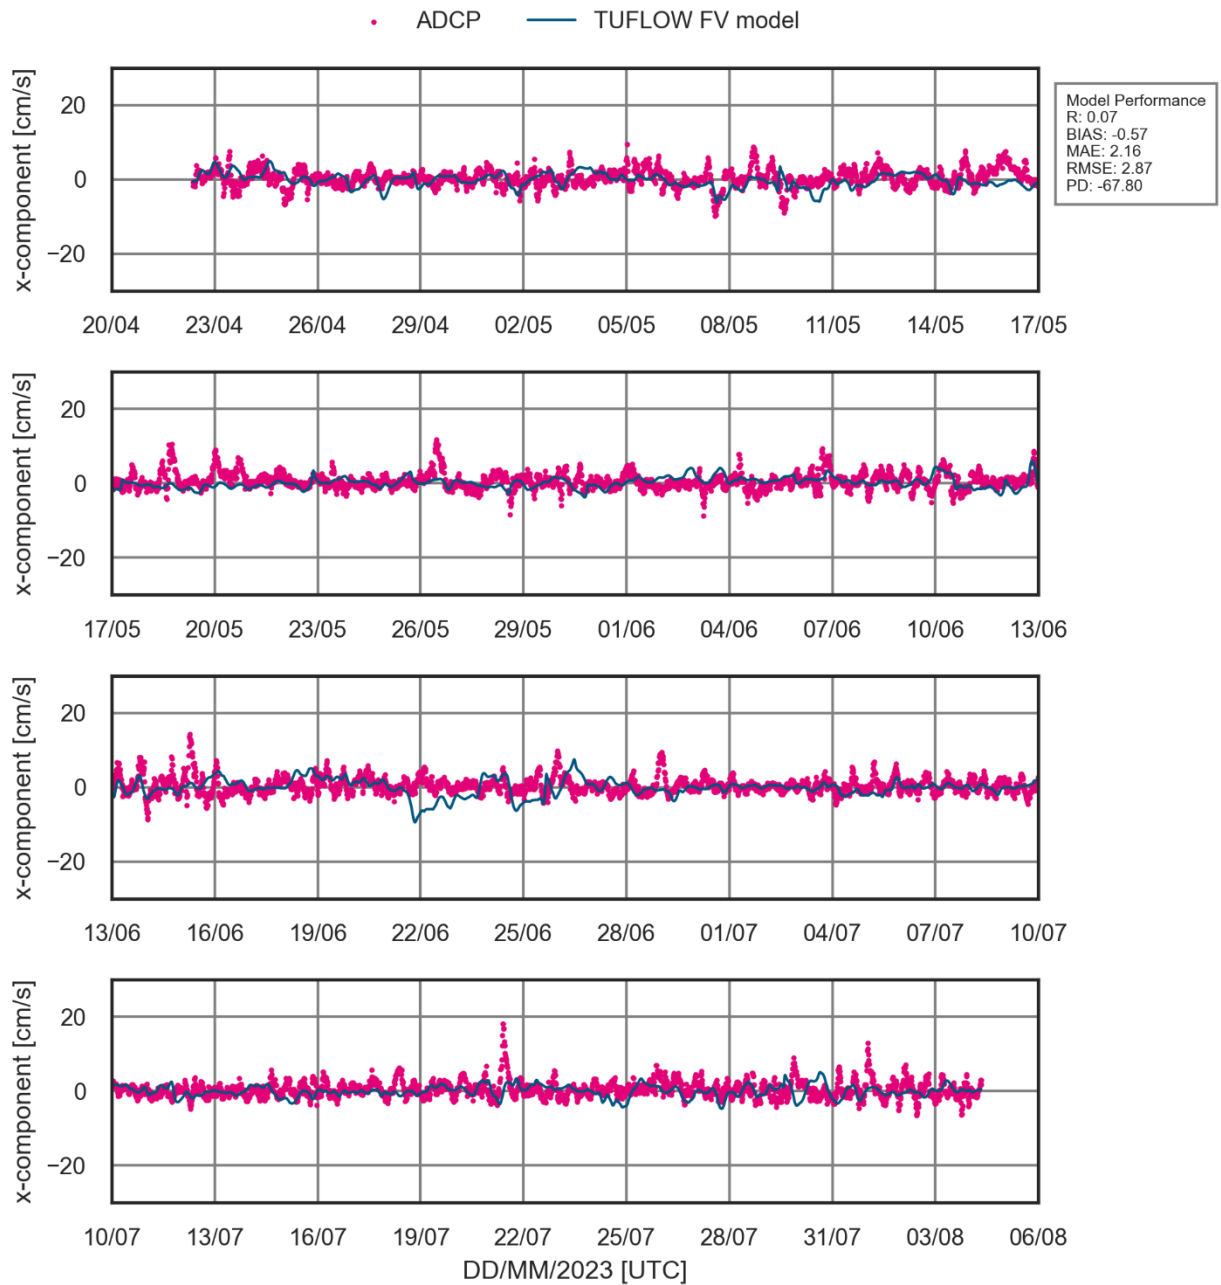 ADCP TUFLOW FV model
x-component [cm/s]
20
0
−20
20/04 23/04 26/04 29/04 02/05 05/05 08/05 11/05 14/05 17/05
Model Performance
R: 0.07
BIAS: -0.57
MAE: 2.16
RMSE: 2.87
PD: -67.80
x-component [cm/s]
20
0
−20
17/05 20/05 23/05 26/05 29/05 01/06 04/06 07/06 10/06 13/06
x-component [cm/s]
20
0
−20
13/06 16/06 19/06 22/06 25/06 28/06 01/07 04/07 07/07 10/07
x-component [cm/s]
20
0
−20
10/07 13/07 16/07 19/07 22/07 25/07 28/07 31/07 03/08 06/08
DD/MM/2023 [UTC]